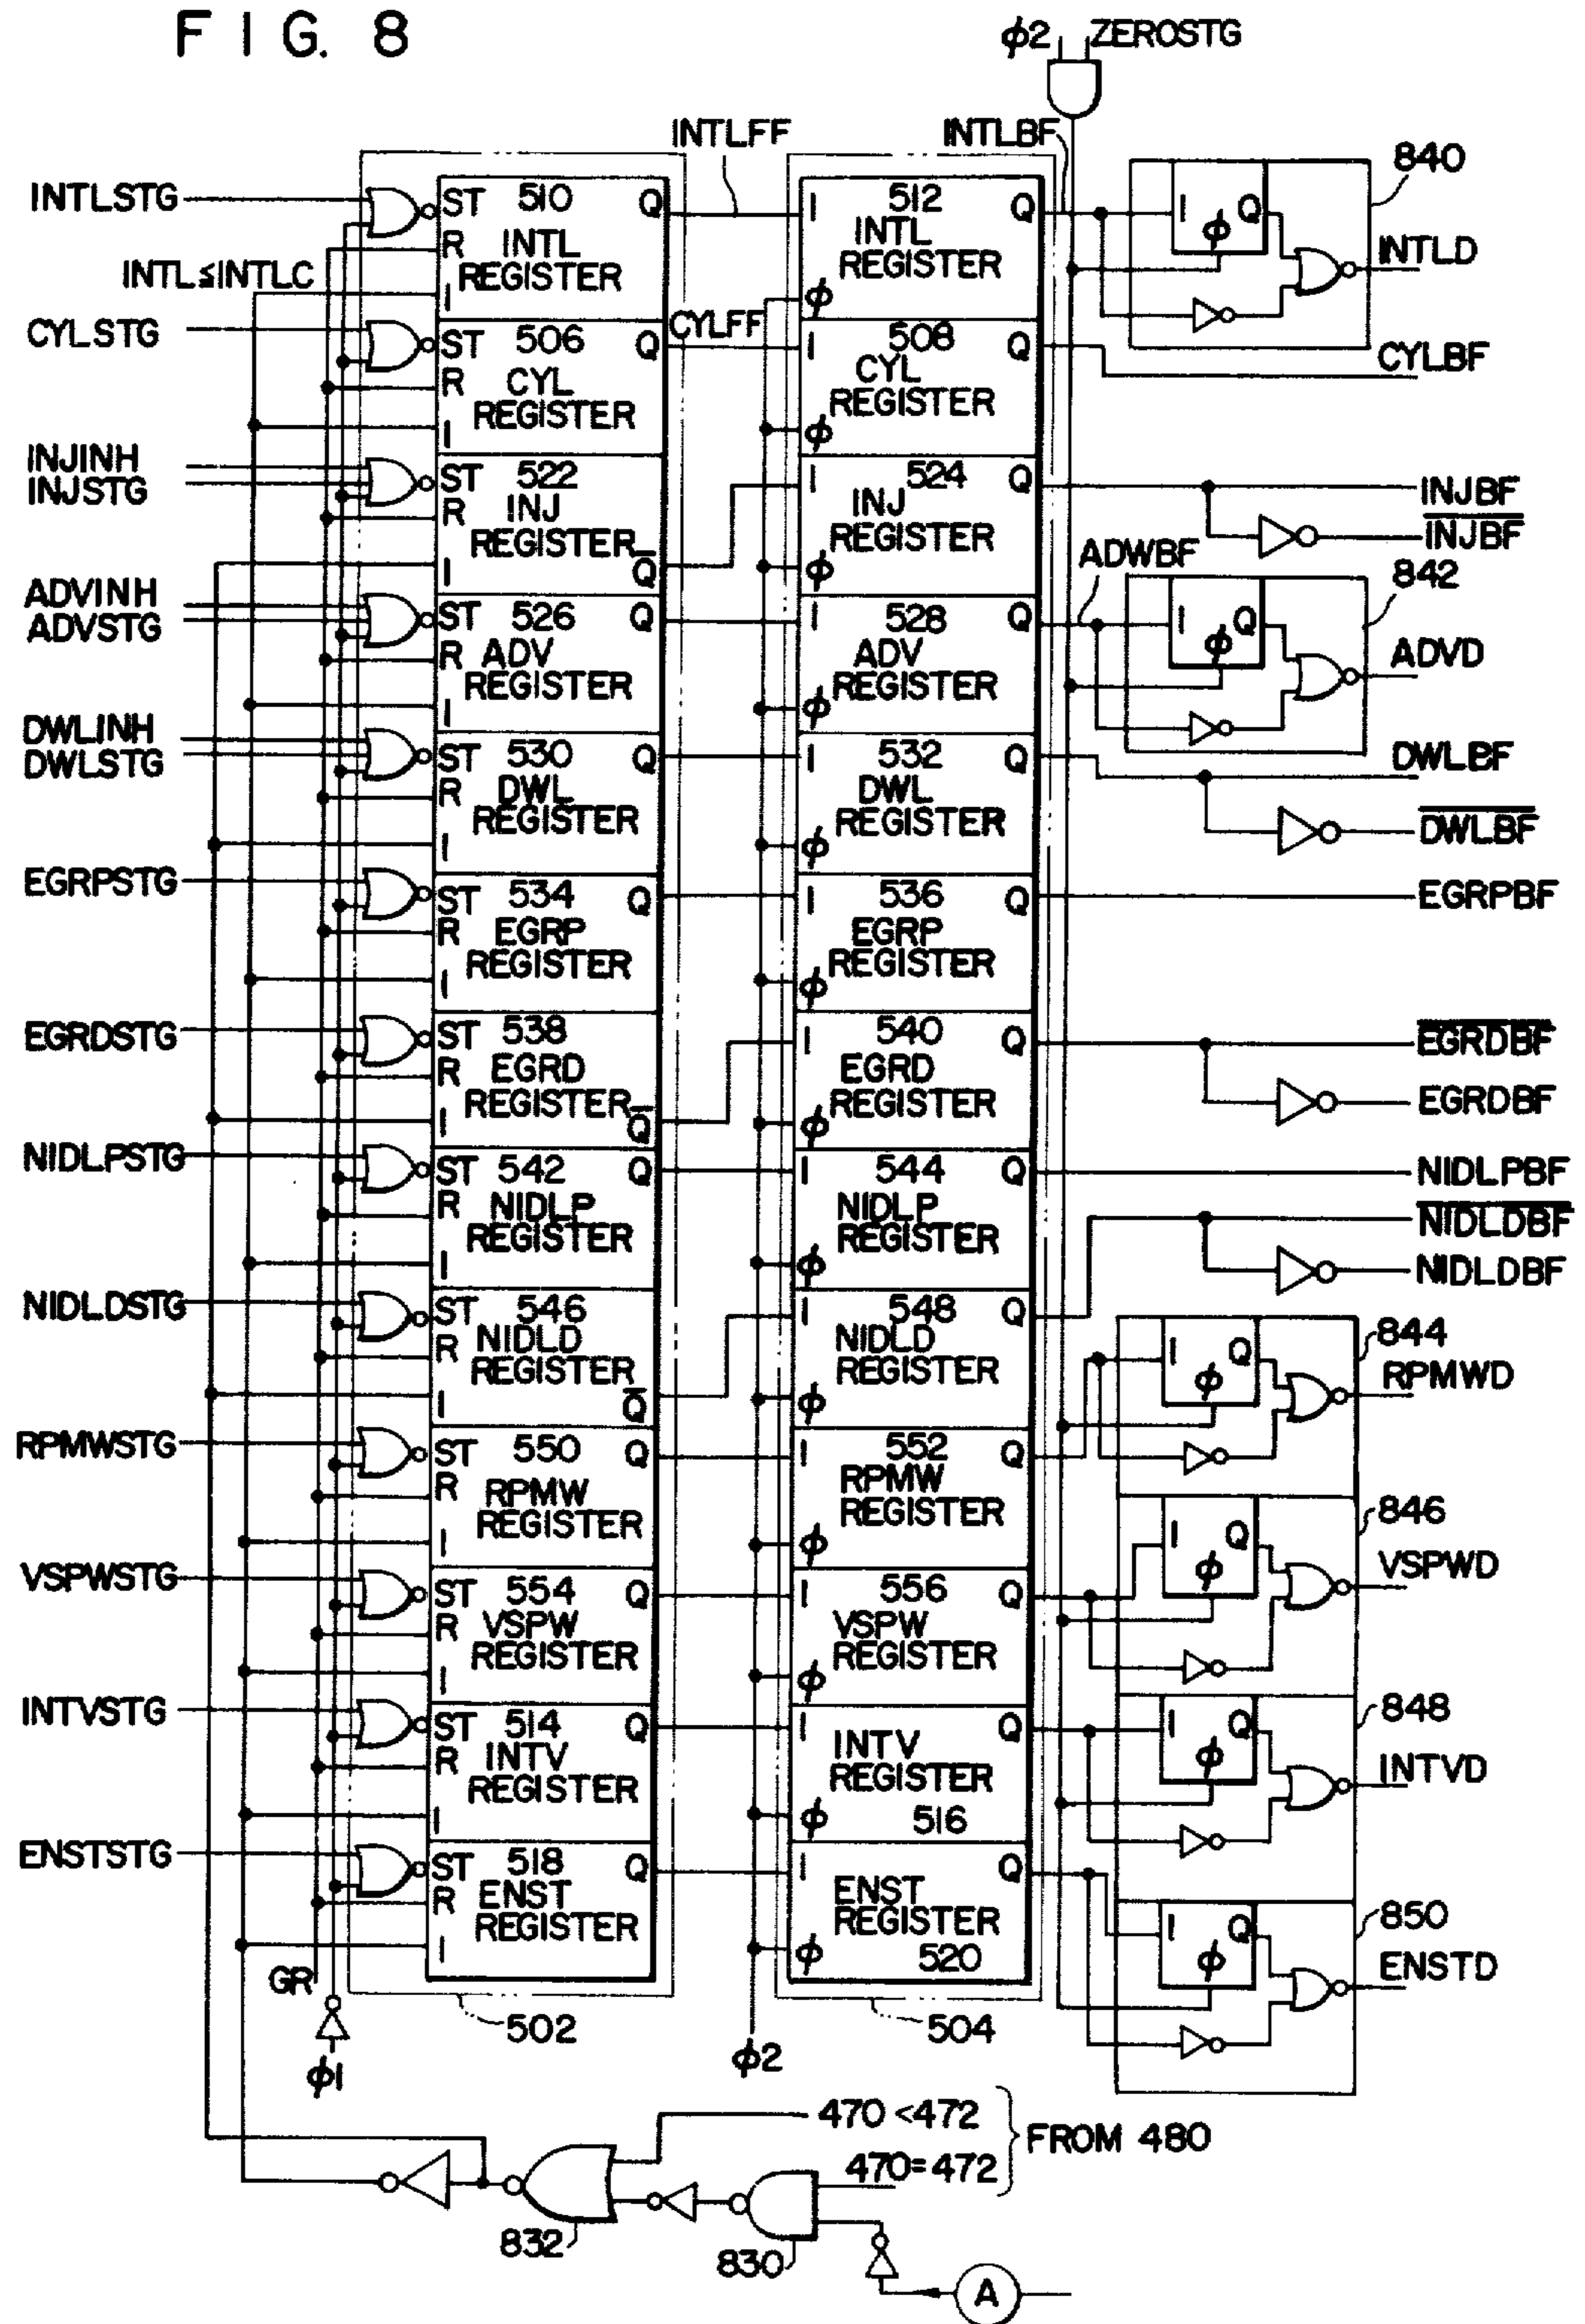 FIG. 8
φ2 ZEROSTG
INTLFF INTLBF
840
INTLSTG ST 510 Q I 512 Q I Q
φ
R INTL REGISTER INTL REGISTER φ INTLD
INTL≦INTLC I
CYLSTG ST 506 Q CYLFF I 508 Q
R CYL REGISTER CYL REGISTER CYLBF
I φ
INJINH
INJSTG ST 522 I 524 Q INJBF
R INJ REGISTER INJ REGISTER INJBF
I Q φ
ADWBF 842
ADVINH
ADVSTG ST 526 Q I 528 Q I Q
φ
R ADV REGISTER ADV REGISTER ADVD
I φ
DWLINH
DWLSTG ST 530 Q I 532 Q DWLBF
R DWL REGISTER DWL REGISTER DWLBF
I φ
EGRPSTG ST 534 Q I 536 Q EGRPBF
R EGRP REGISTER EGRP REGISTER
I φ
EGRDSTG ST 538 I 540 Q EGRDBF
R EGRD REGISTER EGRD REGISTER EGRDBF
I Q φ
NIDLPSTG ST 542 Q I 544 Q NIDLPBF
R NIDLP REGISTER NIDLP REGISTER NIDLDBF
I φ NIDLDBF
NIDLDSTG ST 546 I 548 Q
R NIDLD REGISTER NIDLD REGISTER I Q φ 844
I Q φ RPMWD
RPMWSTG ST 550 Q I 552 Q
R RPMW REGISTER RPMW REGISTER
I φ I Q φ 846
VSPWSTG ST 554 Q I 556 Q VSPWD
R VSPW REGISTER VSPW REGISTER
I φ
INTVSTG ST 514 Q I INTV REGISTER Q I Q φ 848
R INTV REGISTER 516 INTVD
I φ
ENSTSTG ST 518 Q I ENST REGISTER Q I Q φ 850
R ENST REGISTER 520 ENSTD
I φ
GR 502 504
φ1 φ2
470 <472
470=472
FROM 480
832 830
A